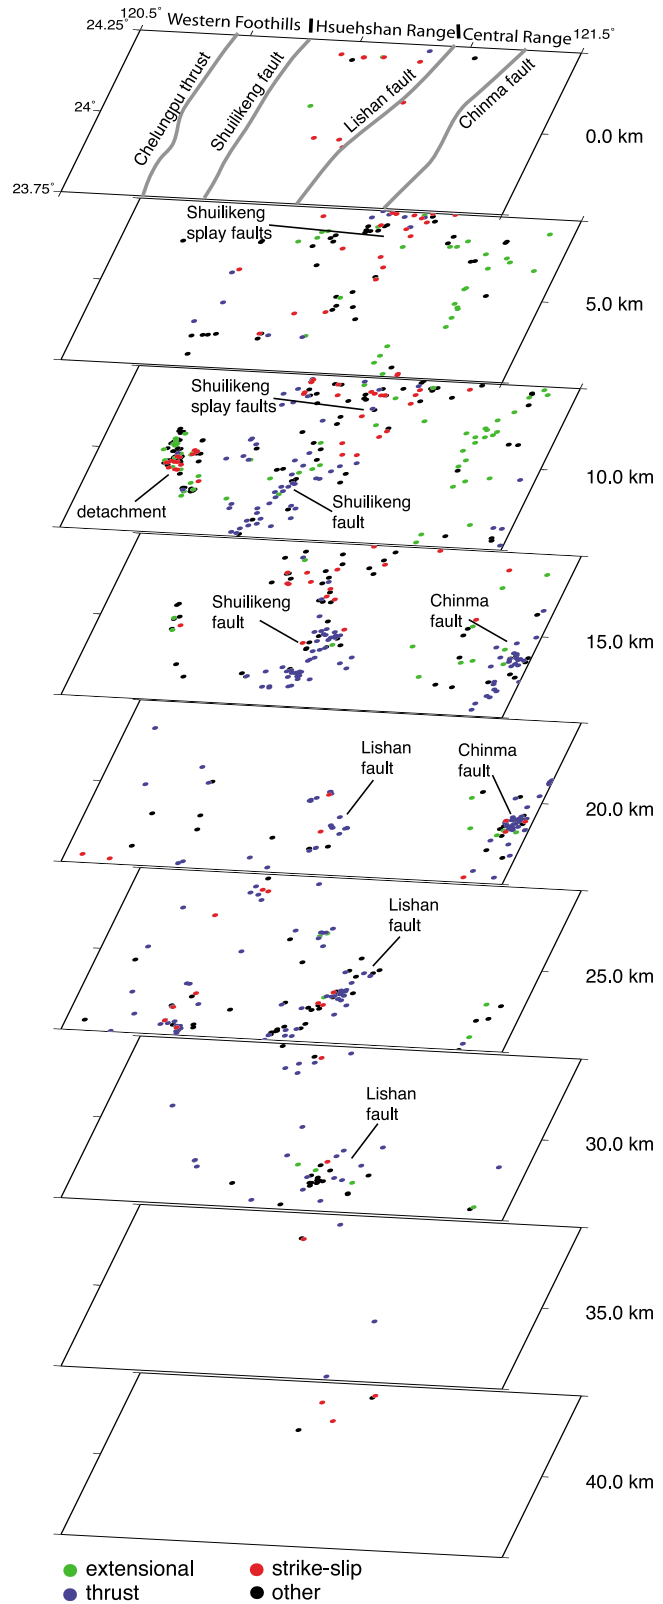 120.5°
121.5°
Western Foothills
Hsuehshan Range
Central Range
24.25°
24°
23.75°
Chelungpu thrust
Shuilikeng fault
Lishan fault
Chinma fault
0.0 km
Shuilikeng
splay faults
5.0 km
Shuilikeng
splay faults
10.0 km
detachment
Shuilikeng
fault
Shuilikeng
fault
Chinma
fault
15.0 km
Lishan
fault
Chinma
fault
20.0 km
Lishan
fault
25.0 km
Lishan
fault
30.0 km
35.0 km
40.0 km
extensional
strike-slip
thrust
other